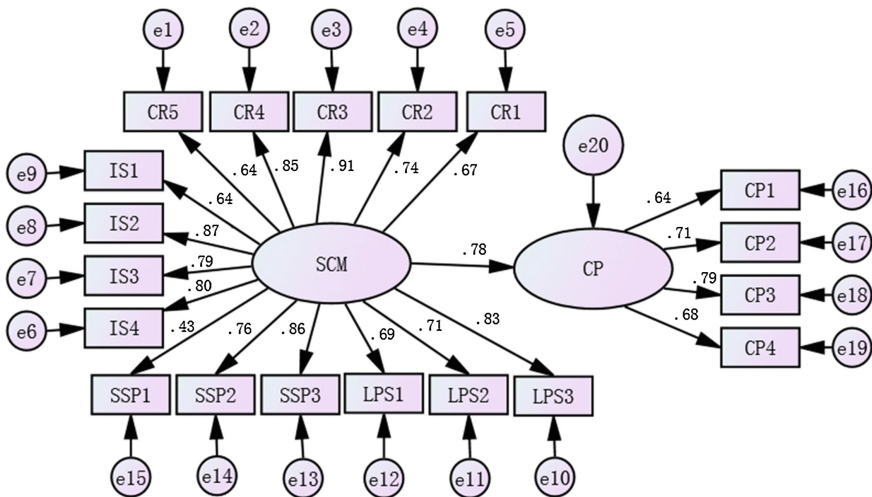 e1 e2 e3 e4 e5
CR5 CR4 CR3 CR2 CR1
e20
.64 .85 .91 .74 .67
e9 IS1
.64
e8 IS2
.87
e7 IS3
.79
e6 IS4
.80
SCM
.78
CP
.64 CP1 e16
.71 CP2 e17
.79 CP3 e18
.68 CP4 e19
.43 .76 .86 .69 .71 .83
SSP1 SSP2 SSP3 LPS1 LPS2 LPS3
e15 e14 e13 e12 e11 e10